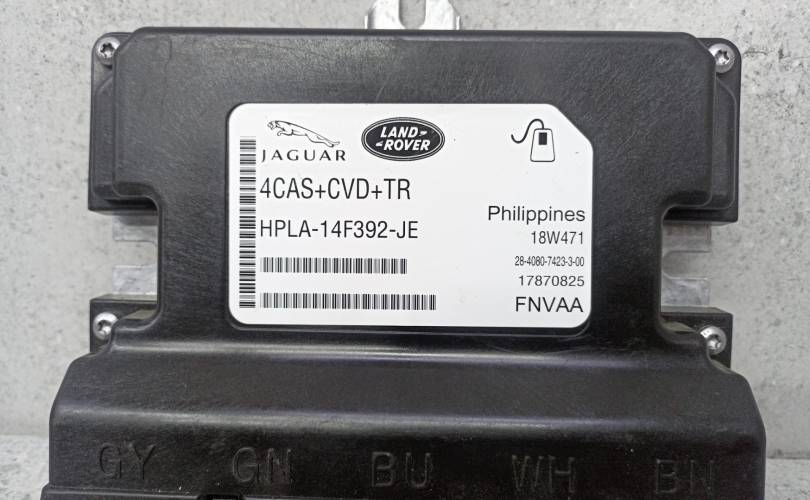 JAGUAR
LAND-
-ROVER
4CAS+CVD+TR
HPLA-14F392-JE
Philippines
18W471
28-4080-7423-3-00
17870825
FNVAA
GY GN BU WH BN